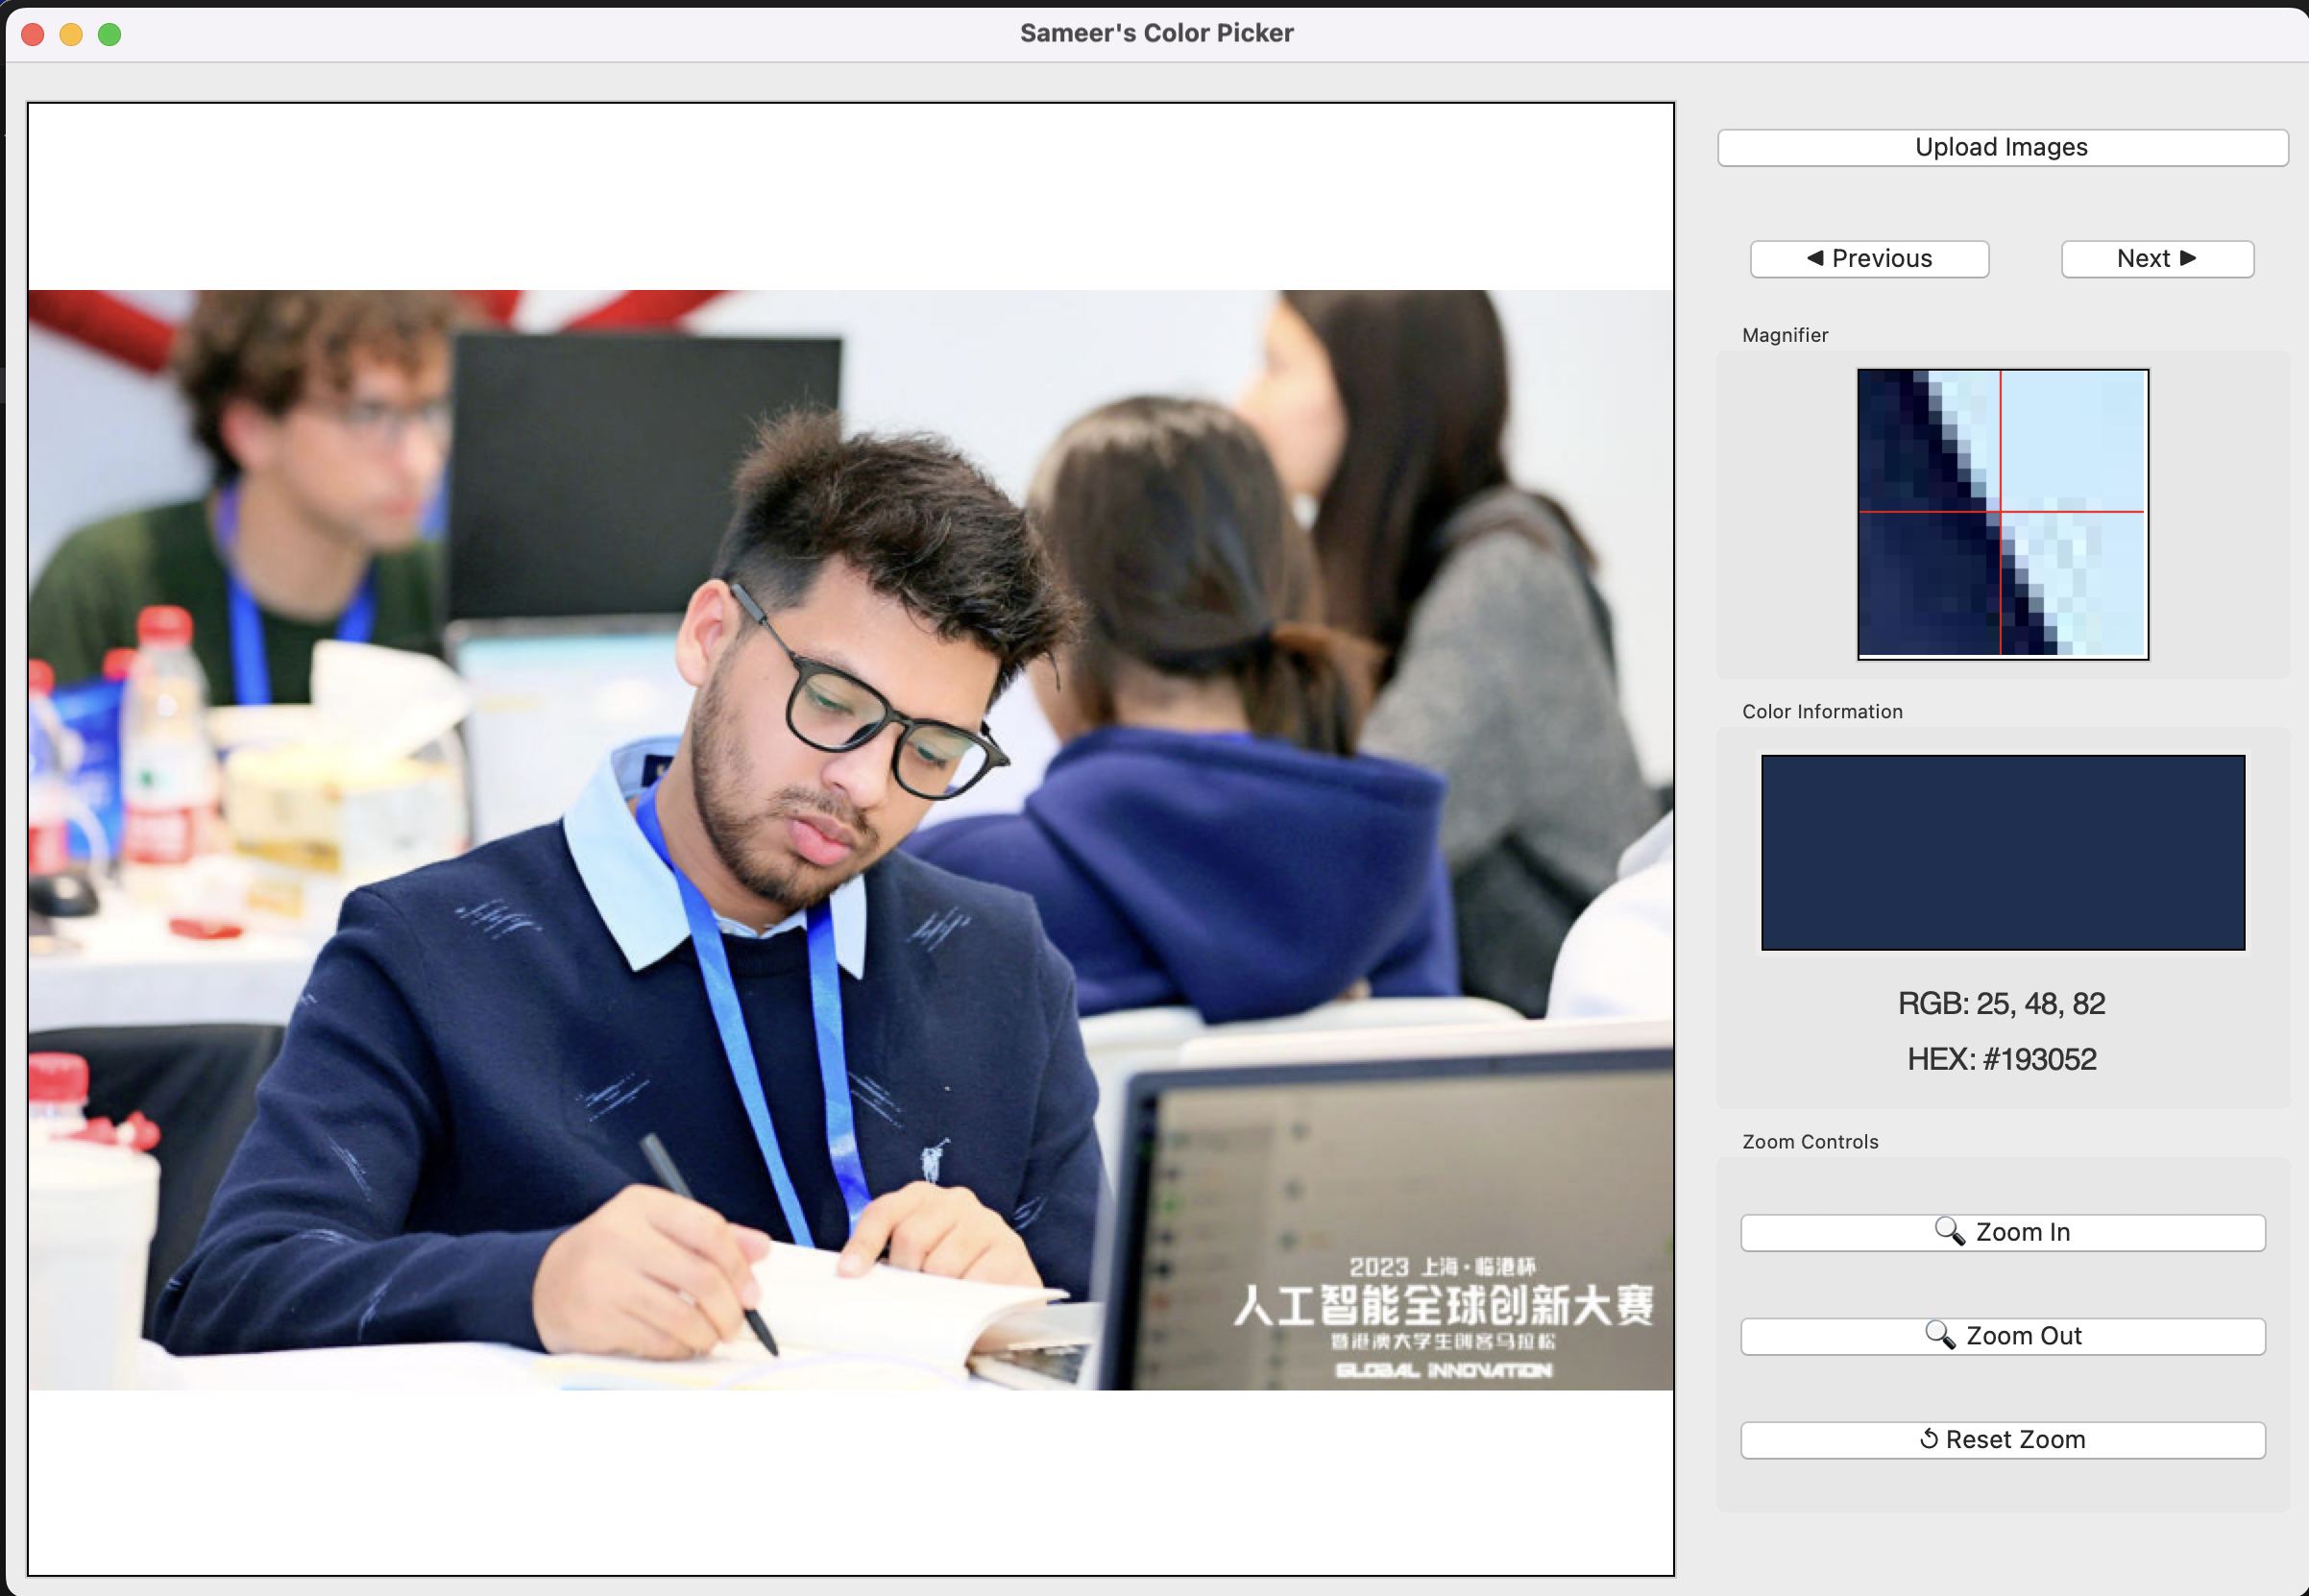 Sameer's Color Picker
Upload Images
◀ Previous
Next ▶
Magnifier
Color Information
RGB: 25, 48, 82
HEX: #193052
Zoom Controls
🔍 Zoom In
🔍 Zoom Out
↺ Reset Zoom
2023 上海·临港杯
人工智能全球创新大赛
暨港澳大学生创客马拉松
GLOBAL INNOVATION